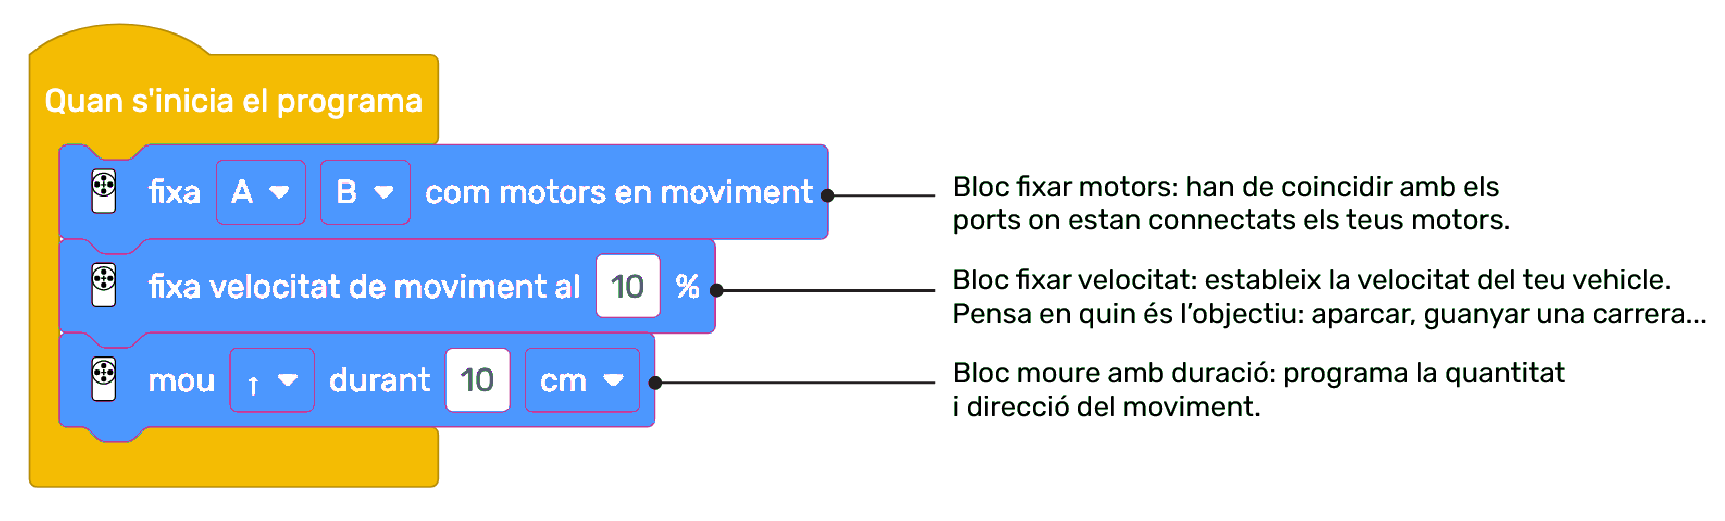 Quan s'inicia el programa
fixa A B com motors en moviment
Bloc fixar motors: han de coincidir amb els
ports on estan connectats els teus motors.
fixa velocitat de moviment al 10 %
Bloc fixar velocitat: estableix la velocitat del teu vehicle.
Pensa en quin és l’objectiu: aparcar, guanyar una carrera...
mou ↑ durant 10 cm
Bloc moure amb duració: programa la quantitat
i direcció del moviment.